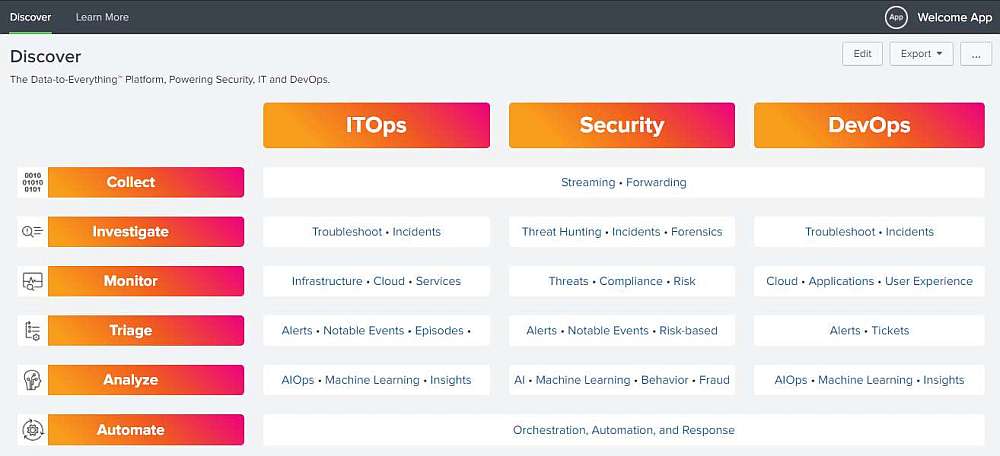 Discover Learn More App Welcome App
Discover Edit Export ...
The Data-to-Everything™ Platform, Powering Security, IT and DevOps.
ITOps Security DevOps
0010
01010
0101
Collect Streaming • Forwarding
Investigate Troubleshoot • Incidents Threat Hunting • Incidents • Forensics Troubleshoot • Incidents
Monitor Infrastructure • Cloud • Services Threats • Compliance • Risk Cloud • Applications • User Experience
Triage Alerts • Notable Events • Episodes • Alerts • Notable Events • Risk-based Alerts • Tickets
Analyze AIOps • Machine Learning • Insights AI • Machine Learning • Behavior • Fraud AIOps • Machine Learning • Insights
Automate Orchestration, Automation, and Response